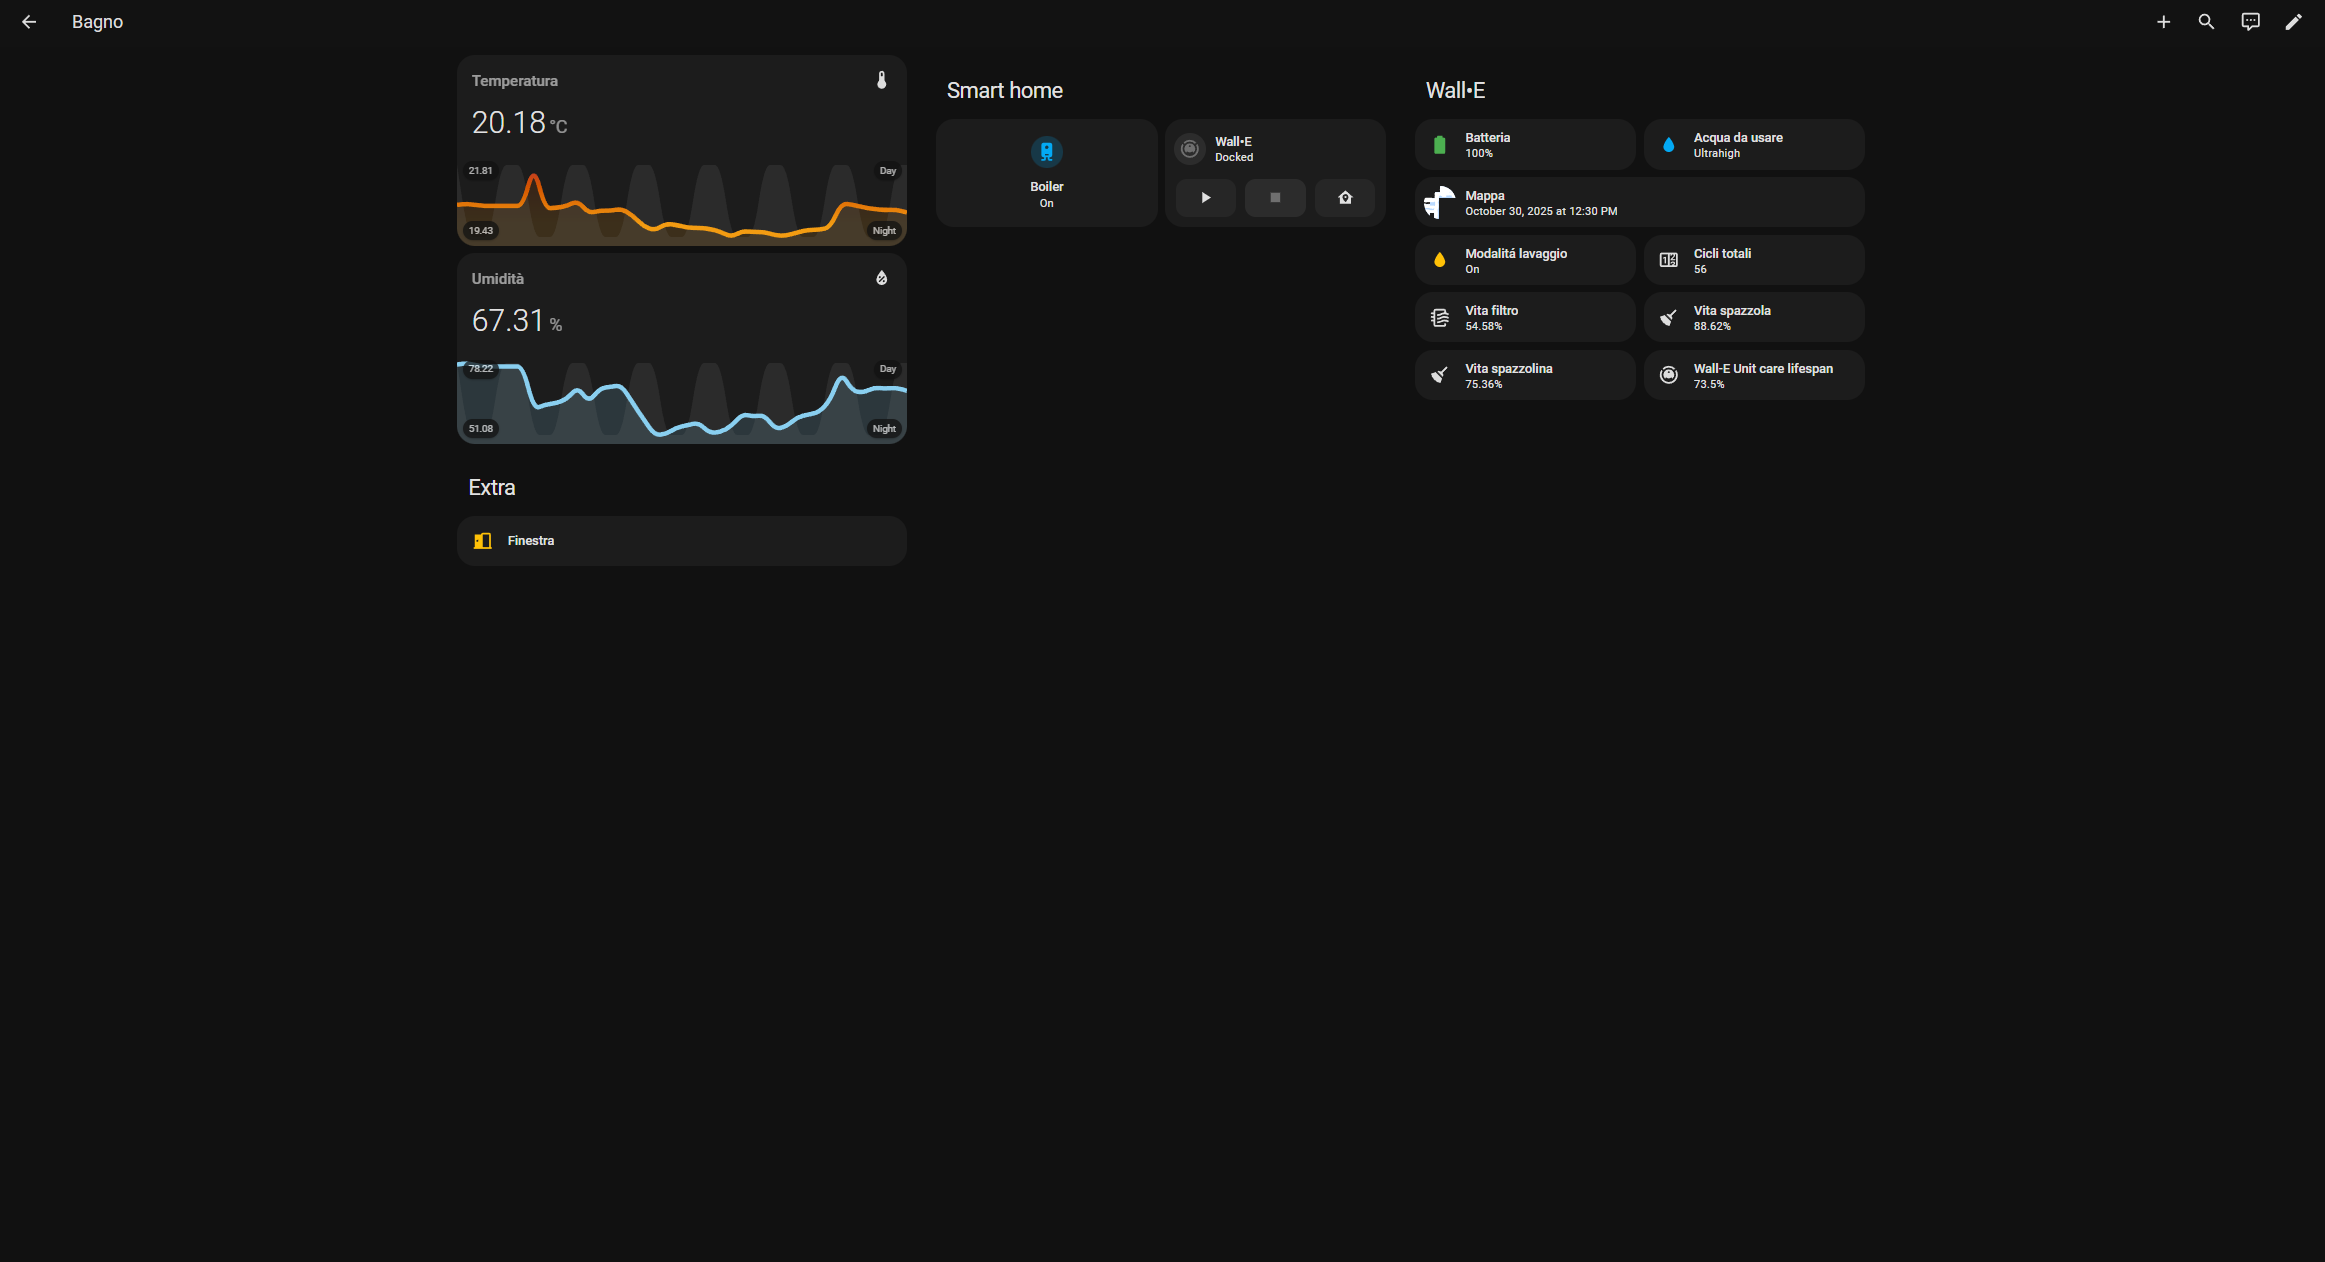 Bagno
Temperatura
20.18 °C
21.81
Day
19.43
Night
Umidità
67.31 %
78.22
Day
51.08
Night
Extra
Finestra
Smart home
Boiler
On
Wall•E
Docked
Wall•E
Batteria
100%
Acqua da usare
Ultrahigh
Mappa
October 30, 2025 at 12:30 PM
Modalitá lavaggio
On
Cicli totali
56
Vita filtro
54.58%
Vita spazzola
88.62%
Vita spazzolina
75.36%
Wall-E Unit care lifespan
73.5%